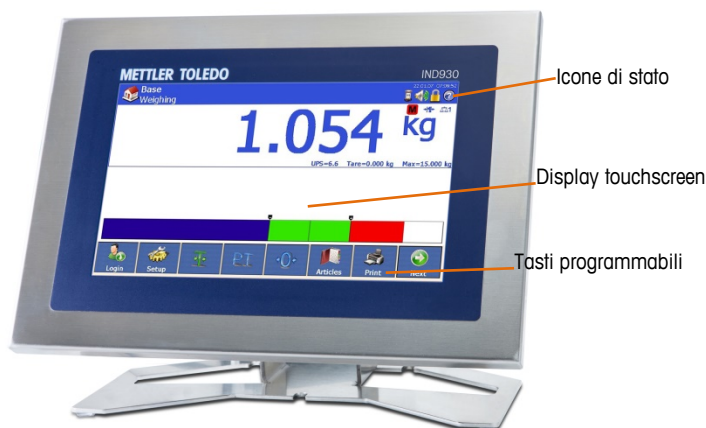 METTLER TOLEDO
IND930
Base
Weighing
1.054 kg
M
UPS=6.6 Tare=0.000 kg Max=15.000 kg
Login
Setup
Articles
Print
Next
Icone di stato
Display touchscreen
Tasti programmabili